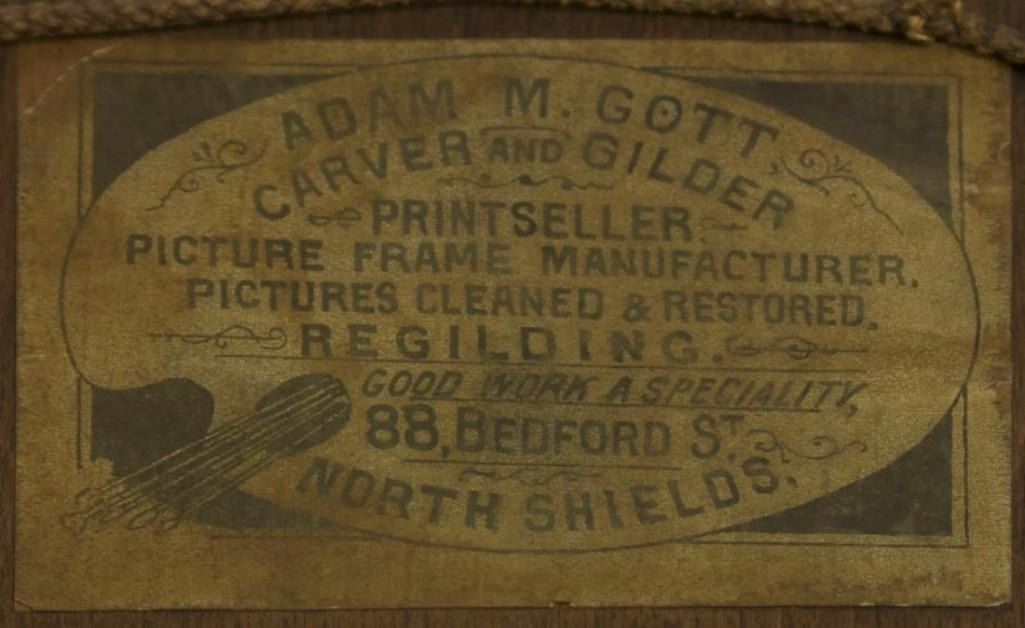 ADAM M. GOTT
CARVER AND GILDER
PRINTSELLER.
PICTURE FRAME MANUFACTURER.
PICTURES CLEANED & RESTORED.
REGILDING.
GOOD WORK A SPECIALITY,
88, BEDFORD ST.
NORTH SHIELDS.